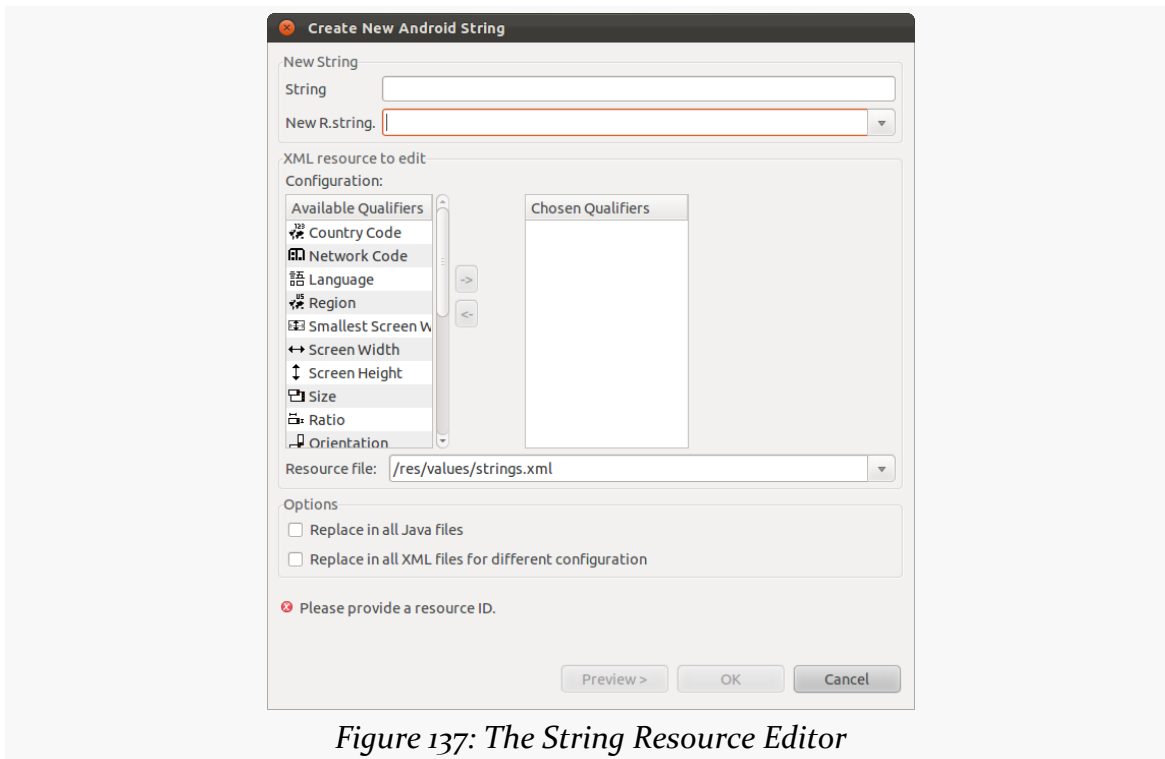 Create New Android String
New String
String
New R.string.
XML resource to edit
Configuration:
Available Qualifiers
Chosen Qualifiers
123
Country Code
Network Code
語 Language
US
Region
Smallest Screen W
Screen Width
Screen Height
Size
Ratio
Orientation
->
<-
Resource file: /res/values/strings.xml
Options
Replace in all Java files
Replace in all XML files for different configuration
Please provide a resource ID.
Preview > OK Cancel
Figure 137: The String Resource Editor